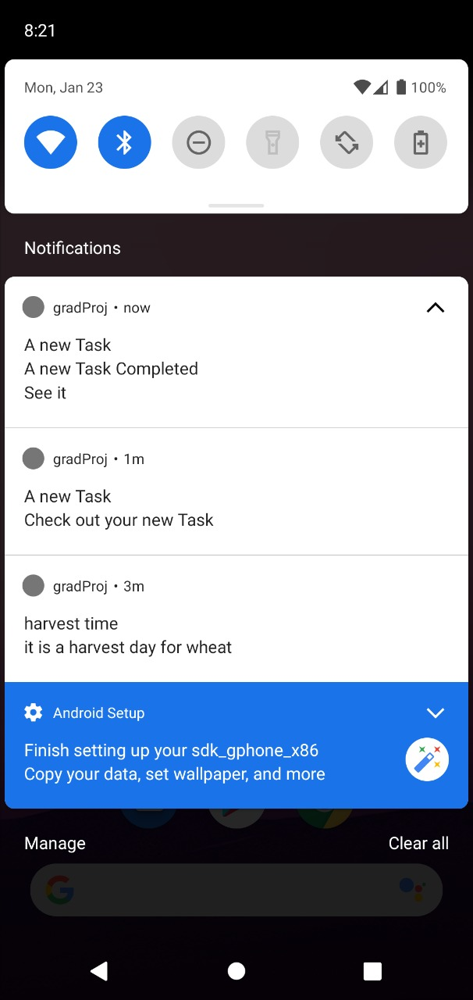 8:21
Mon, Jan 23
100%
Notifications
gradProj • now
A new Task
A new Task Completed
See it
gradProj • 1m
A new Task
Check out your new Task
gradProj • 3m
harvest time
it is a harvest day for wheat
Android Setup
Finish setting up your sdk_gphone_x86
Copy your data, set wallpaper, and more
Manage
Clear all